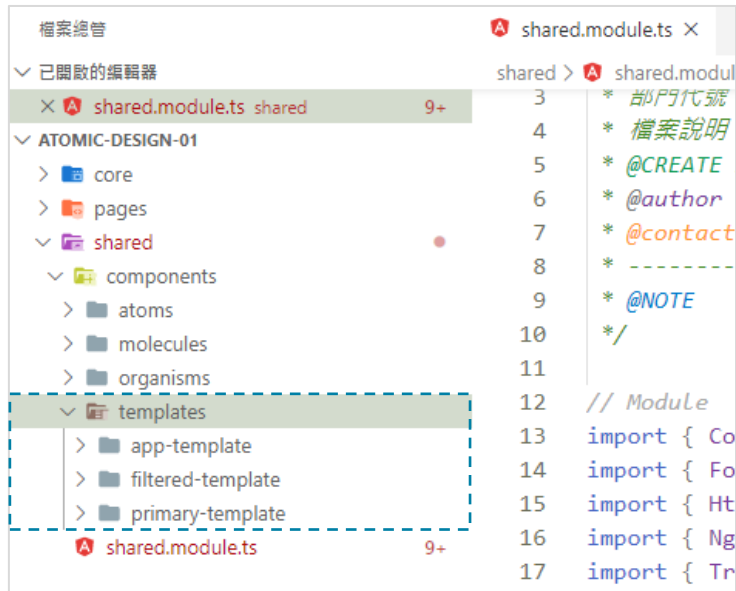 檔案總管
已開啟的編輯器
shared.module.ts shared 9+
ATOMIC-DESIGN-01
core
pages
shared
components
atoms
molecules
organisms
templates
app-template
filtered-template
primary-template
shared.module.ts 9+
shared.module.ts
shared > shared.modul
3 * 部門代號
4 * 檔案說明
5 * @CREATE
6 * @author
7 * @contact
8 * --------
9 * @NOTE
10 */
11
12 // Module
13 import { Co
14 import { Fo
15 import { Ht
16 import { Ng
17 import { Tr